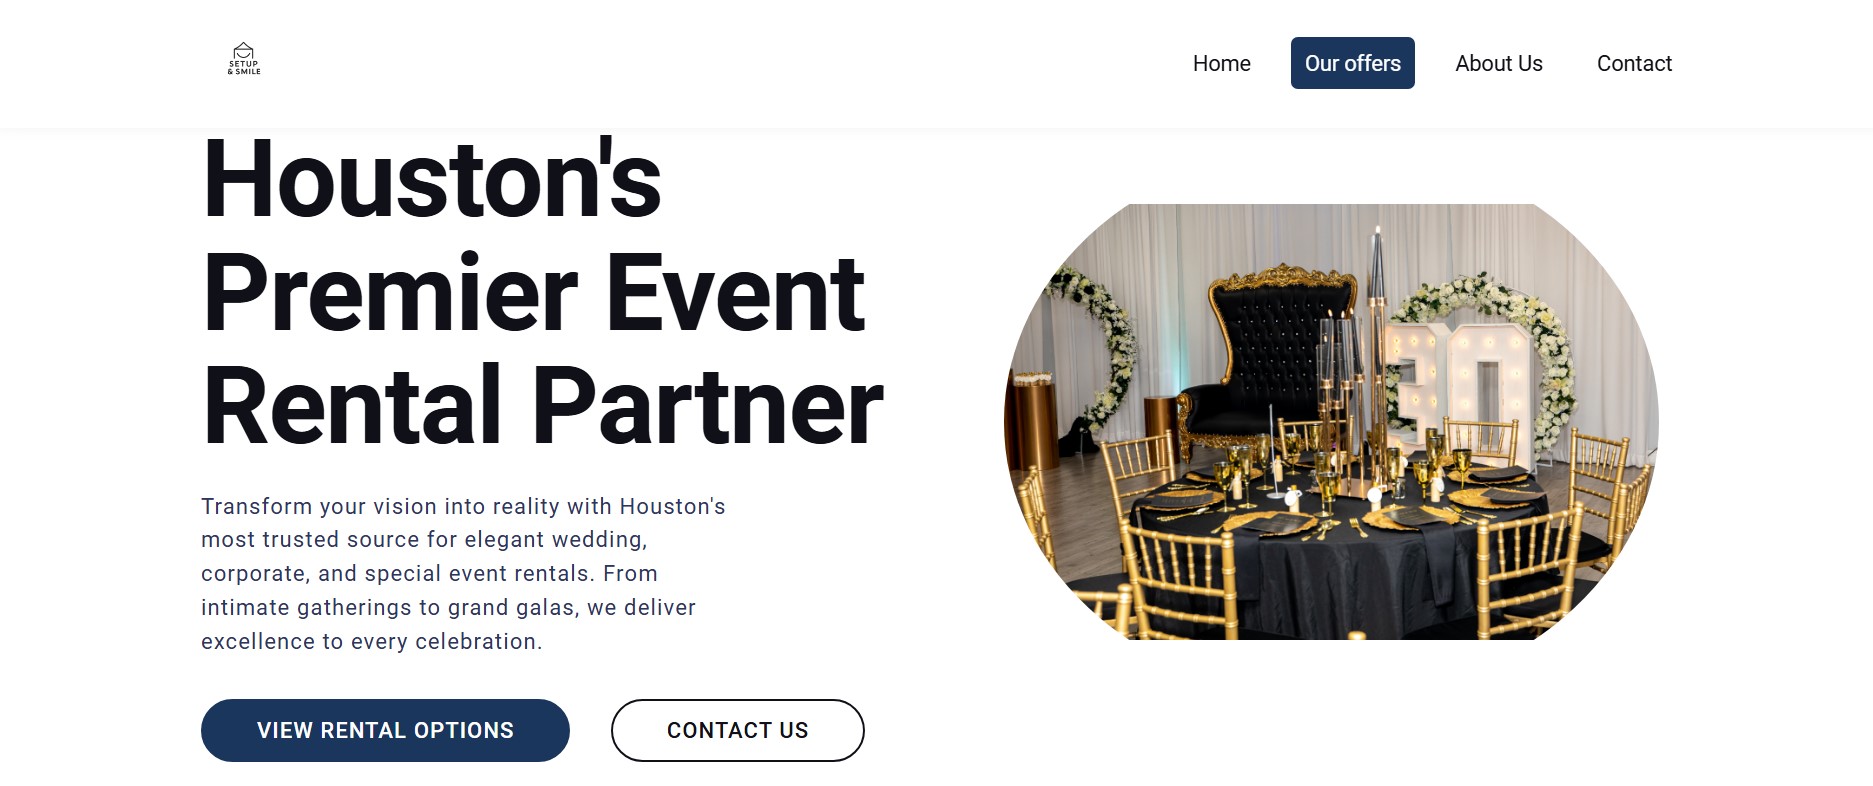 SETUP
& SMILE
Home
Our offers
About Us
Contact
Houston's
Premier Event
Rental Partner
Transform your vision into reality with Houston's
most trusted source for elegant wedding,
corporate, and special event rentals. From
intimate gatherings to grand galas, we deliver
excellence to every celebration.
30
VIEW RENTAL OPTIONS
CONTACT US